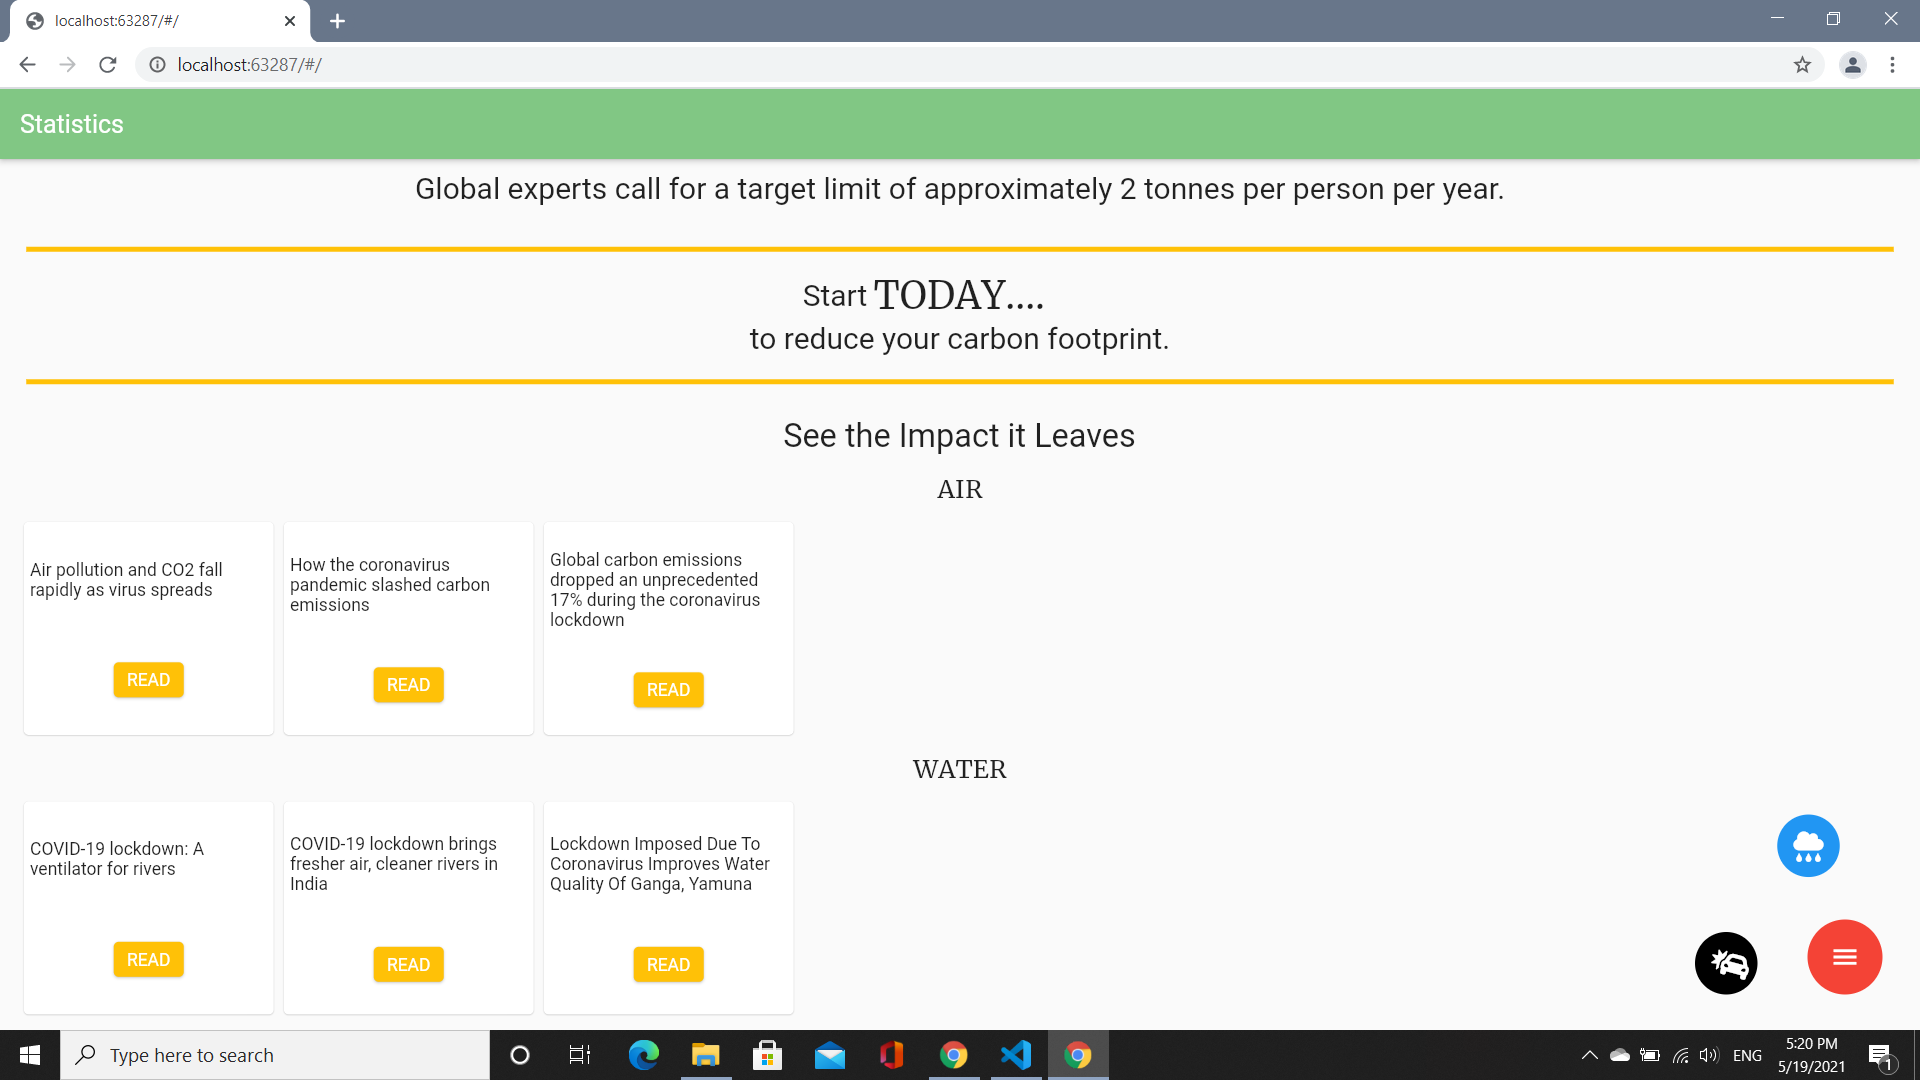 localhost:63287/#/
localhost:63287/#/
Statistics
Global experts call for a target limit of approximately 2 tonnes per person per year.
Start TODAY....
to reduce your carbon footprint.
See the Impact it Leaves
AIR
Air pollution and CO2 fall
rapidly as virus spreads
READ
How the coronavirus
pandemic slashed carbon
emissions
READ
Global carbon emissions
dropped an unprecedented
17% during the coronavirus
lockdown
READ
WATER
COVID-19 lockdown: A
ventilator for rivers
READ
COVID-19 lockdown brings
fresher air, cleaner rivers in
India
READ
Lockdown Imposed Due To
Coronavirus Improves Water
Quality Of Ganga, Yamuna
READ
Type here to search
ENG
5:20 PM
5/19/2021
1